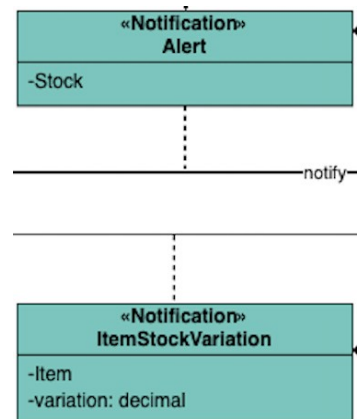 «Notification»
Alert
-Stock
notify
«Notification»
ItemStockVariation
-Item
-variation: decimal